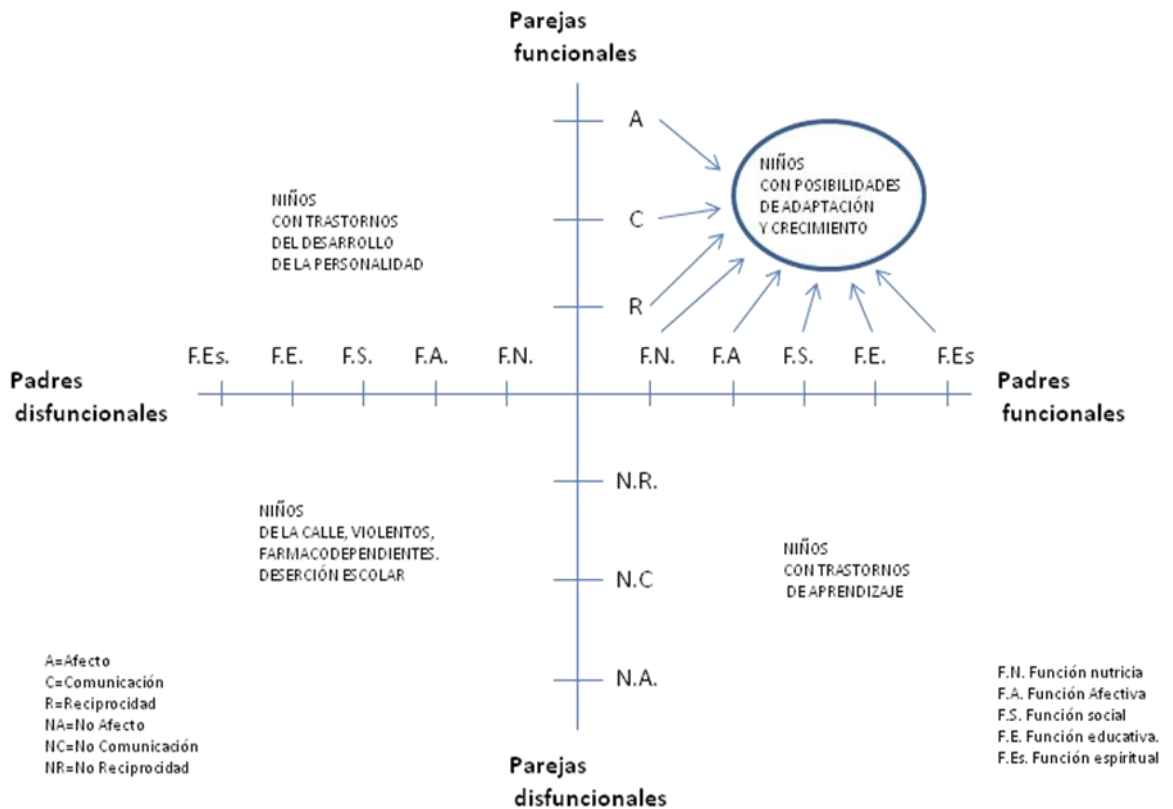 Parejas
funcionales
A
NIÑOS
CON POSIBILIDADES
DE ADAPTACIÓN
Y CRECIMIENTO
NIÑOS
CON TRASTORNOS
DEL DESARROLLO
DE LA PERSONALIDAD
C
R
F.Es. F.E. F.S. F.A. F.N. F.N. F.A F.S. F.E. F.Es
Padres
disfuncionales
Padres
funcionales
N.R.
NIÑOS
DE LA CALLE, VIOLENTOS,
FARMACODEPENDIENTES.
DESERCIÓN ESCOLAR
N.C
NIÑOS
CON TRASTORNOS
DE APRENDIZAJE
N.A.
A=Afecto
C=Comunicación
R=Reciprocidad
NA=No Afecto
NC=No Comunicación
NR=No Reciprocidad
F.N. Función nutricia
F.A. Función Afectiva
F.S. Función social
F.E. Función educativa.
F.Es. Función espiritual
Parejas
disfuncionales